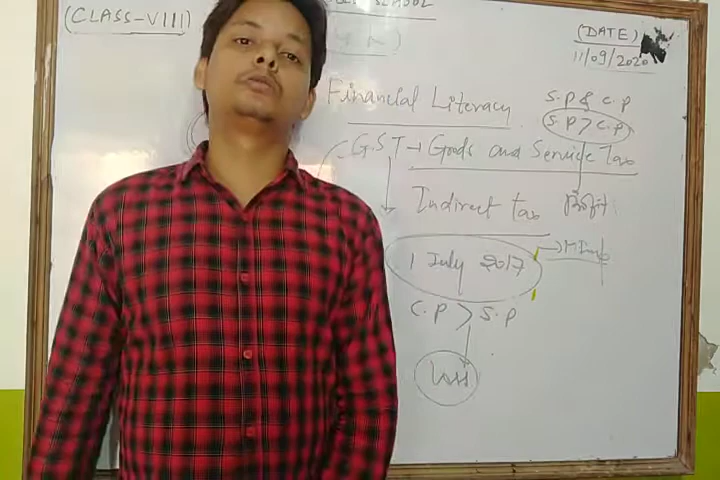 (CLASS-VIII)
SCHOOL
(DATE)
11/09/2020
Financial Literacy
S.P & C.P
S.P > C.P
G.S.T → Goods and Service Tax
Indirect tax
Profit
1 July 2017
C.P > S.P
Loss